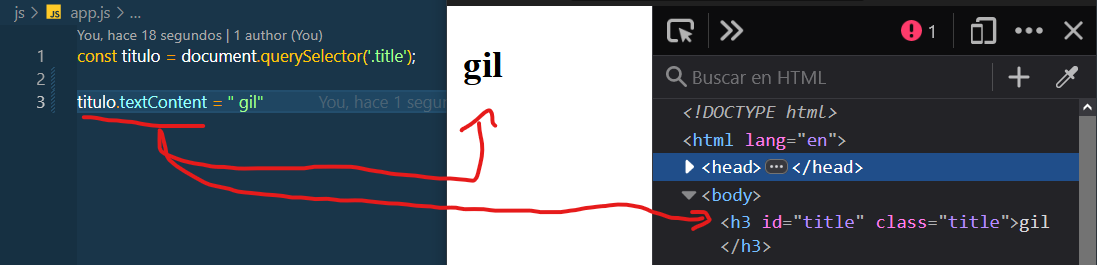 js > JS app.js > ...
You, hace 18 segundos | 1 author (You)
1 const titulo = document.querySelector('.title');
2
3 titulo.textContent = " gil" You, hace 1 segun
gil
1
Buscar en HTML
<!DOCTYPE html>
<html lang="en">
<head> ... </head>
<body>
<h3 id="title" class="title">gil
</h3>